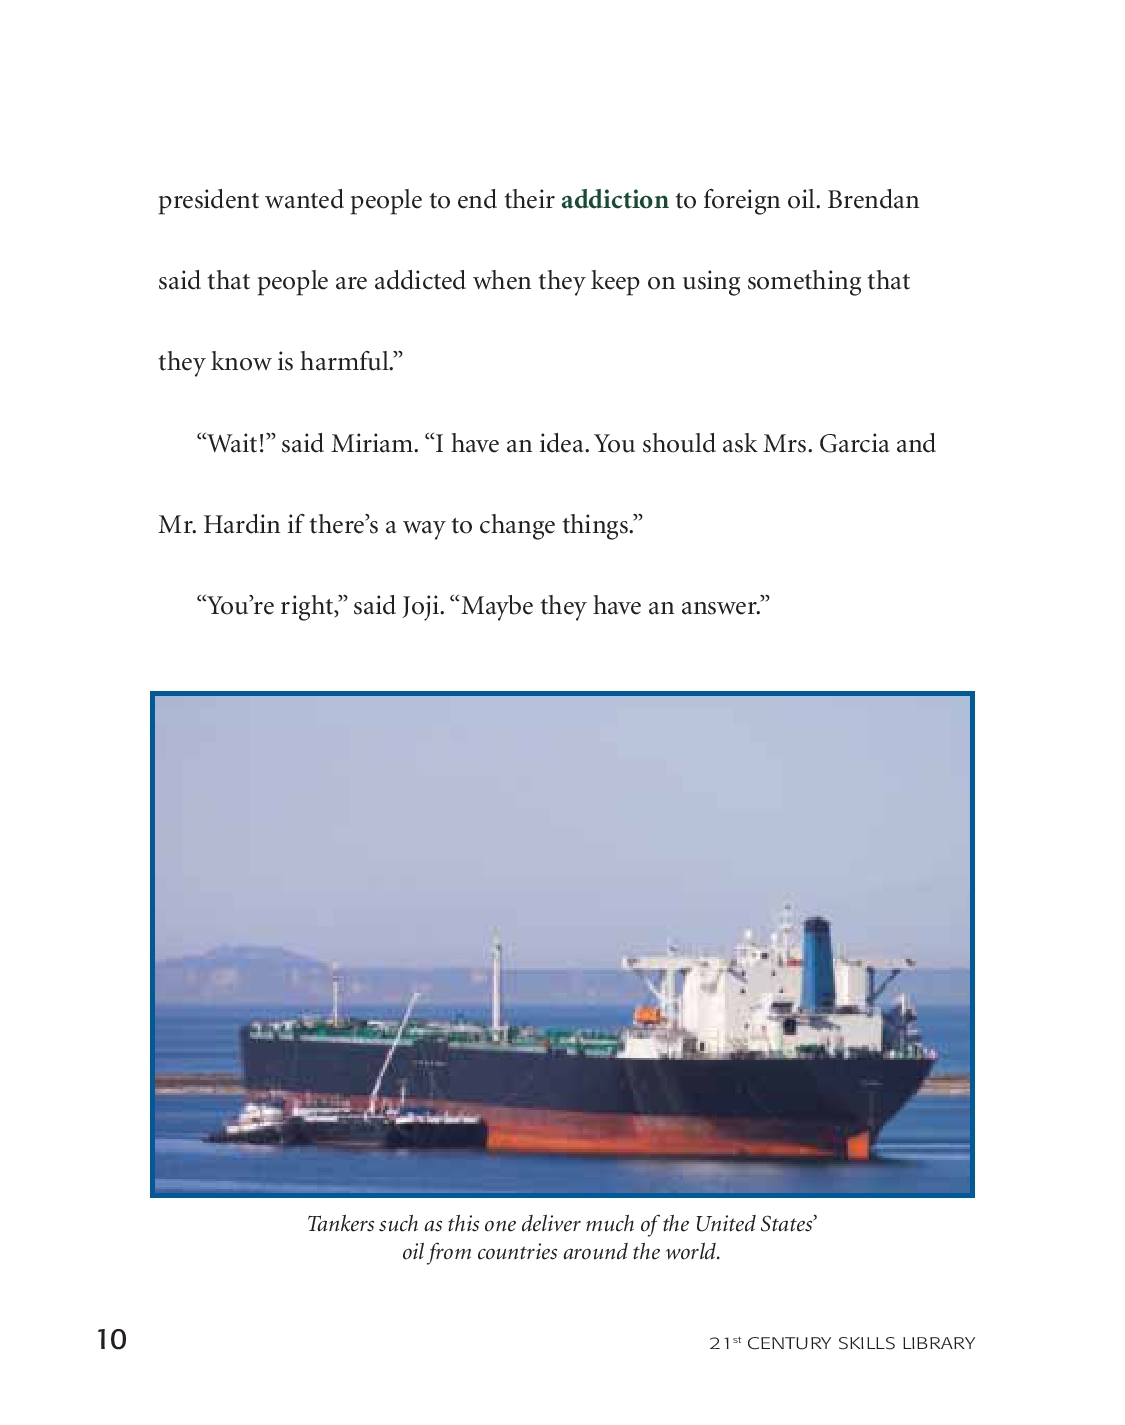 president wanted people to end their addiction to foreign oil. Brendan
said that people are addicted when they keep on using something that
they know is harmful.”
“Wait!” said Miriam. “I have an idea. You should ask Mrs. Garcia and
Mr. Hardin if there’s a way to change things.”
“You’re right,” said Joji. “Maybe they have an answer.”
Tankers such as this one deliver much of the United States’
oil from countries around the world.
10
21st CENTURY SKILLS LIBRARY